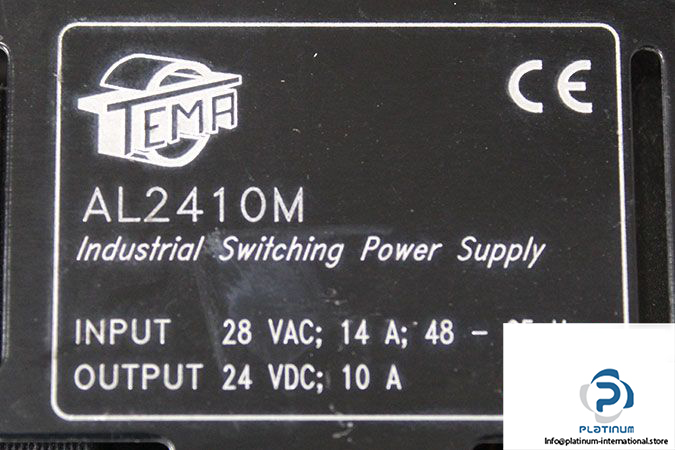 TEMA
CE
AL2410M
Industrial Switching Power Supply
INPUT 28 VAC; 14 A; 48 -
OUTPUT 24 VDC; 10 A
PLATINUM
Info@platinum-international.store